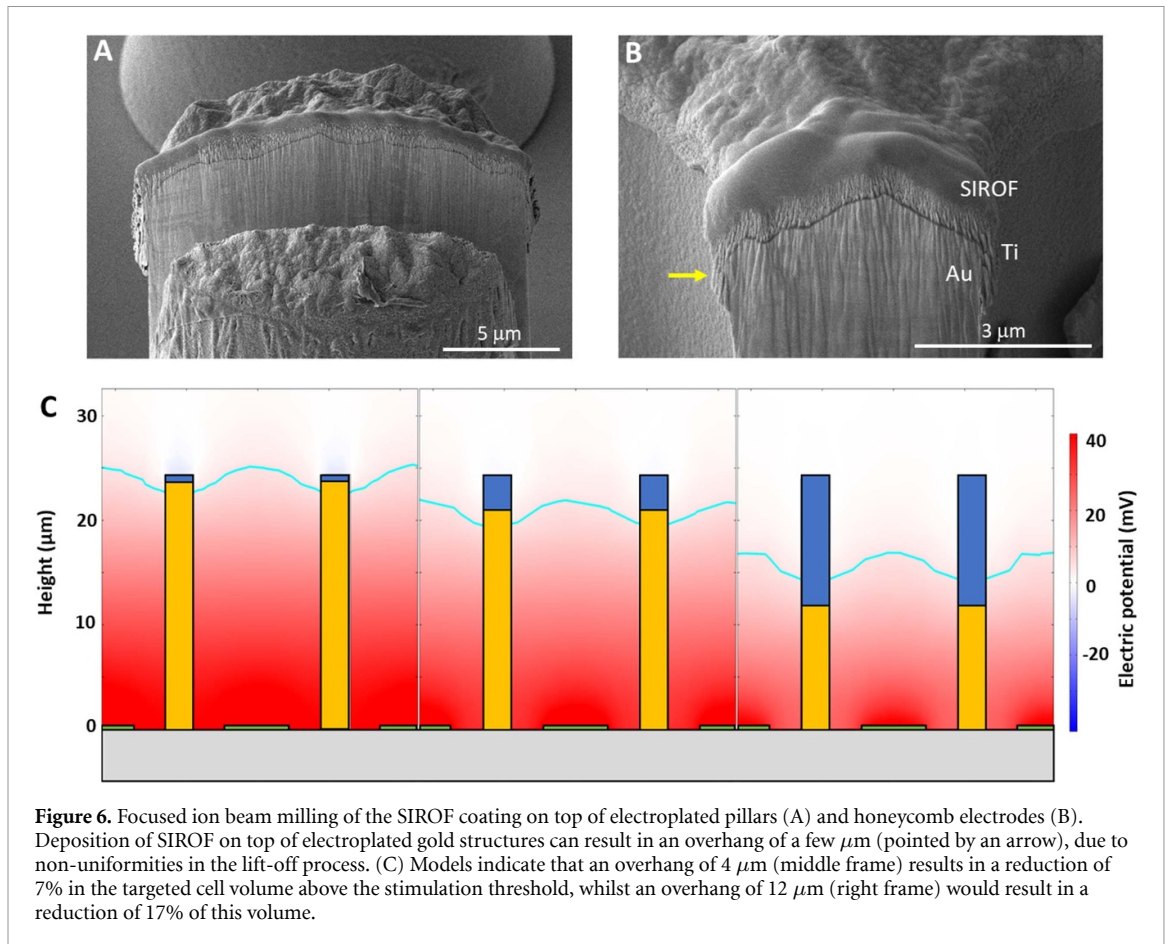 A
5 μm
B
SIROF
Ti
Au
3 μm
C
30
20
10
0
Height (μm)
40
20
0
-20
Electric potential (mV)
Figure 6. Focused ion beam milling of the SIROF coating on top of electroplated pillars (A) and honeycomb electrodes (B).
Deposition of SIROF on top of electroplated gold structures can result in an overhang of a few μm (pointed by an arrow), due to
non-uniformities in the lift-off process. (C) Models indicate that an overhang of 4 μm (middle frame) results in a reduction of
7% in the targeted cell volume above the stimulation threshold, whilst an overhang of 12 μm (right frame) would result in a
reduction of 17% of this volume.